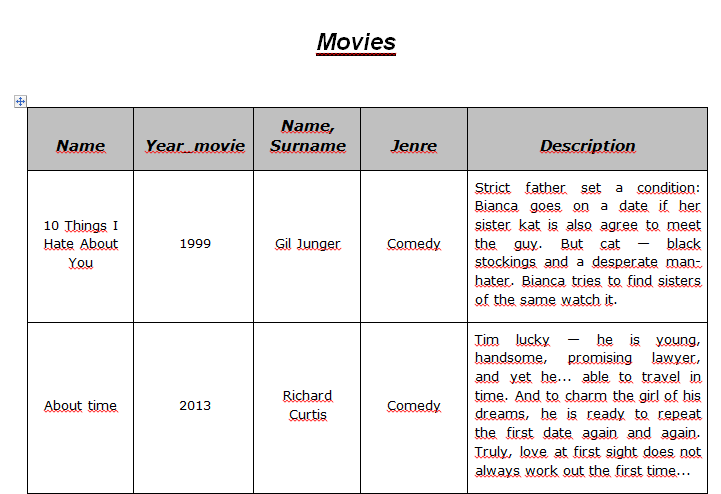 Movies
Name
Year_movie
Name,
Surname
Jenre
Description
10 Things I
Hate About
You
1999
Gil Junger
Comedy
Strict father set a condition:
Bianca goes on a date if her
sister kat is also agree to meet
the guy. But cat — black
stockings and a desperate man-
hater. Bianca tries to find sisters
of the same watch it.
About time
2013
Richard
Curtis
Comedy
Tim lucky — he is young,
handsome, promising lawyer,
and yet he... able to travel in
time. And to charm the girl of his
dreams, he is ready to repeat
the first date again and again.
Truly, love at first sight does not
always work out the first time...